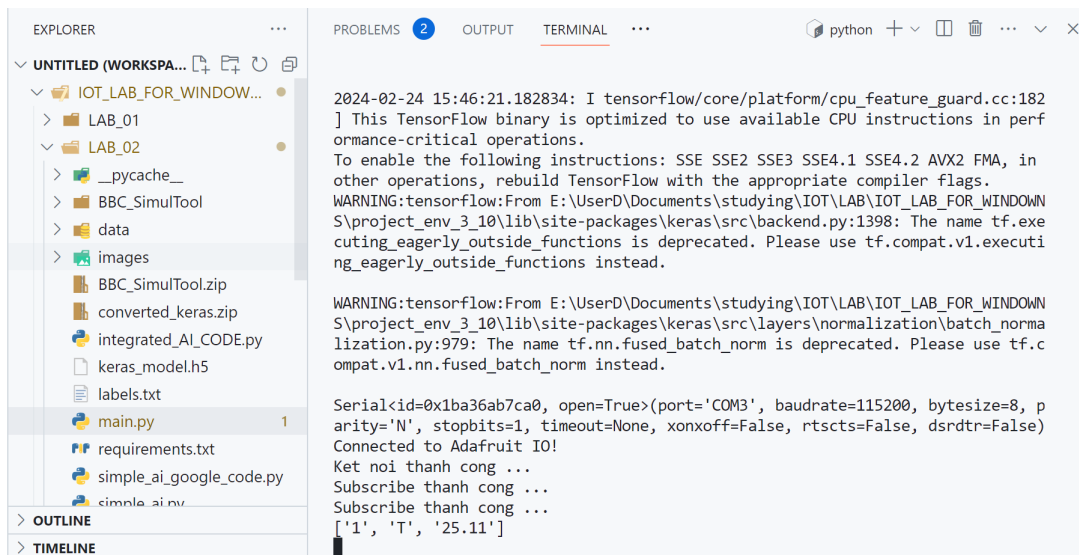 EXPLORER
UNTITLED (WORKSPA...
IOT_LAB_FOR_WINDOW...
LAB_01
LAB_02
__pycache__
BBC_SimulTool
data
images
BBC_SimulTool.zip
converted_keras.zip
integrated_AI_CODE.py
keras_model.h5
labels.txt
main.py 1
requirements.txt
simple_ai_google_code.py
simple_ai.py
OUTLINE
TIMELINE
PROBLEMS 2 OUTPUT TERMINAL ... python
2024-02-24 15:46:21.182834: I tensorflow/core/platform/cpu_feature_guard.cc:182
] This TensorFlow binary is optimized to use available CPU instructions in perf
ormance-critical operations.
To enable the following instructions: SSE SSE2 SSE3 SSE4.1 SSE4.2 AVX2 FMA, in
other operations, rebuild TensorFlow with the appropriate compiler flags.
WARNING:tensorflow:From E:\UserD\Documents\studying\IOT\LAB\IOT_LAB_FOR_WINDOWN
S\project_env_3_10\lib\site-packages\keras\src\backend.py:1398: The name tf.exe
cuting_eagerly_outside_functions is deprecated. Please use tf.compat.v1.executi
ng_eagerly_outside_functions instead.
WARNING:tensorflow:From E:\UserD\Documents\studying\IOT\LAB\IOT_LAB_FOR_WINDOWN
S\project_env_3_10\lib\site-packages\keras\src\layers\normalization\batch_norma
lization.py:979: The name tf.nn.fused_batch_norm is deprecated. Please use tf.c
ompat.v1.nn.fused_batch_norm instead.
Serial<id=0x1ba36ab7ca0, open=True>(port='COM3', baudrate=115200, bytesize=8, p
arity='N', stopbits=1, timeout=None, xonxoff=False, rtscts=False, dsrdtr=False)
Connected to Adafruit IO!
Ket noi thanh cong ...
Subscribe thanh cong ...
Subscribe thanh cong ...
['1', 'T', '25.11']